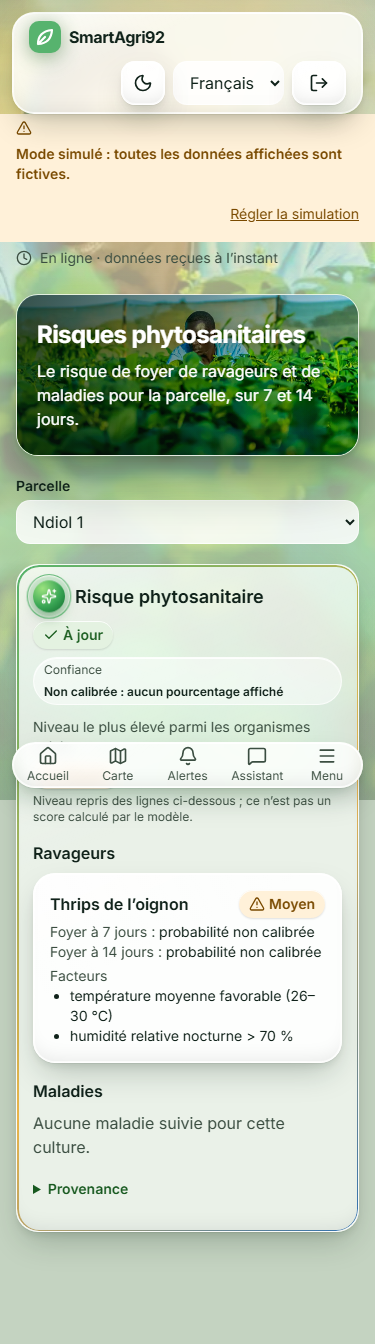 SmartAgri92
Français
Mode simulé : toutes les données affichées sont
fictives.
Régler la simulation
En ligne · données reçues à l’instant
Risques phytosanitaires
Le risque de foyer de ravageurs et de
maladies pour la parcelle, sur 7 et 14
jours.
Parcelle
Ndiol 1
Risque phytosanitaire
À jour
Confiance
Non calibrée : aucun pourcentage affiché
Niveau le plus élevé parmi les organismes
Accueil
Carte
Alertes
Assistant
Menu
Niveau repris des lignes ci-dessous ; ce n’est pas un
score calculé par le modèle.
Ravageurs
Thrips de l’oignon
Moyen
Foyer à 7 jours : probabilité non calibrée
Foyer à 14 jours : probabilité non calibrée
Facteurs
température moyenne favorable (26–
30 °C)
humidité relative nocturne > 70 %
Maladies
Aucune maladie suivie pour cette
culture.
Provenance